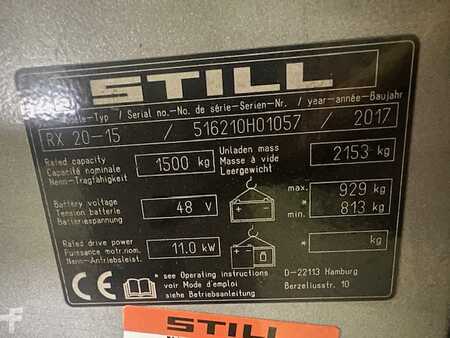 STILL
-Typ / Serial no.-No. de série-Serien-Nr. / year-année-Baujahr
RX 20-15 / 516210H01057 / 2017
Rated capacity
Capacité nominale
Nenn-Tragfähigkeit
1500 kg
Unladen mass
Masse à vide
Leergewicht
2153 kg
Battery voltage
Tension batterie
Batteriespannung
48 V
max. 929 kg
*
min. 813 kg
Rated drive power
Puissance motr.nom.
Nenn-Antriebsleist.
11.0 kW
* kg
CE
* see Operating instructions
voir Mode d'emploi
siehe Betriebsanleitung
D-22113 Hamburg
Berzeliusstr. 10
STILL